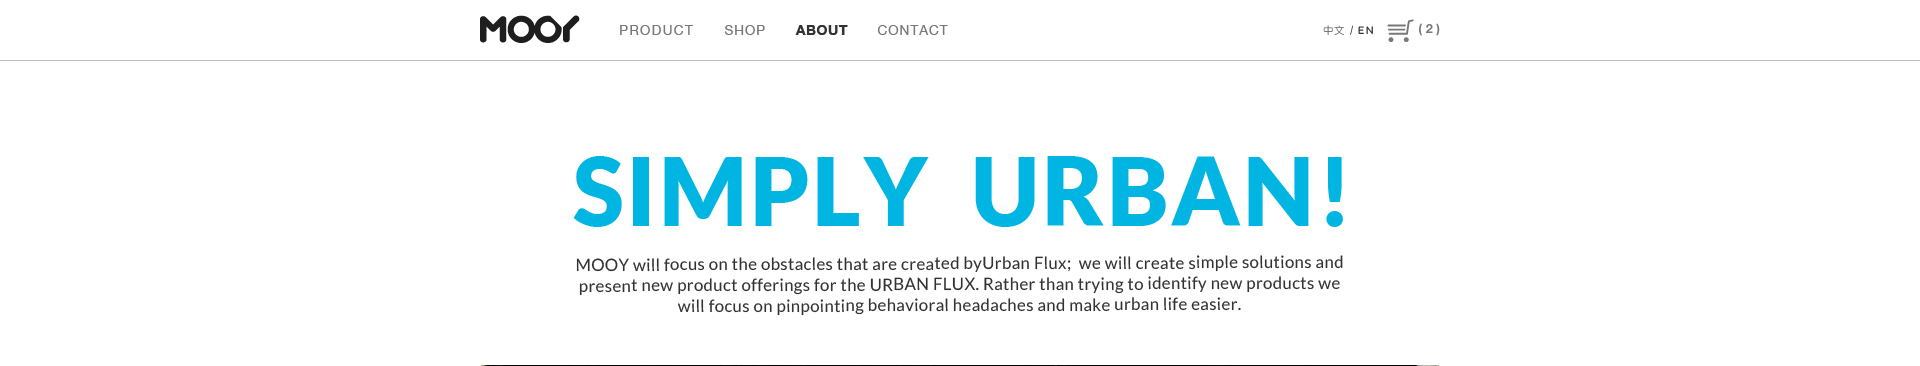 MOOY PRODUCT SHOP ABOUT CONTACT 中文 / EN (2)
SIMPLY URBAN!
MOOY will focus on the obstacles that are created byUrban Flux; we will create simple solutions and
present new product offerings for the URBAN FLUX. Rather than trying to identify new products we
will focus on pinpointing behavioral headaches and make urban life easier.